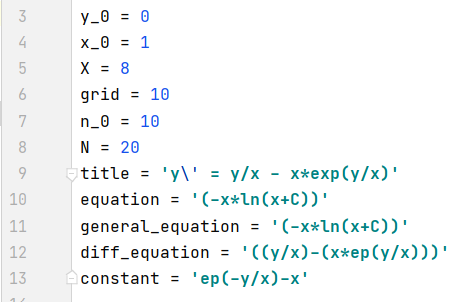 3 y_0 = 0
4 x_0 = 1
5 X = 8
6 grid = 10
7 n_0 = 10
8 N = 20
9 title = 'y\' = y/x - x*exp(y/x)'
10 equation = '(-x*ln(x+C))'
11 general_equation = '(-x*ln(x+C))'
12 diff_equation = '((y/x)-(x*ep(y/x)))'
13 constant = 'ep(-y/x)-x'